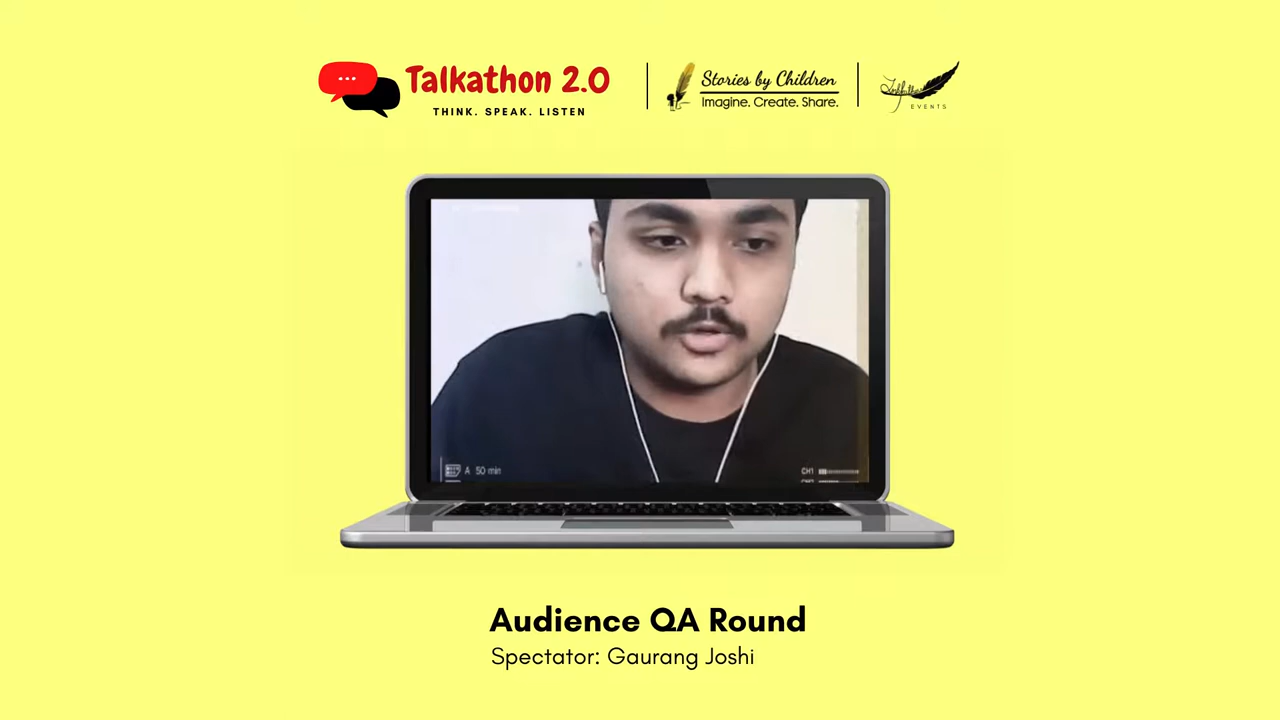 Talkathon 2.0
THINK. SPEAK. LISTEN
Stories by Children
Imagine. Create. Share.
EVENTS
A 50 min
CH1
Audience QA Round
Spectator: Gaurang Joshi